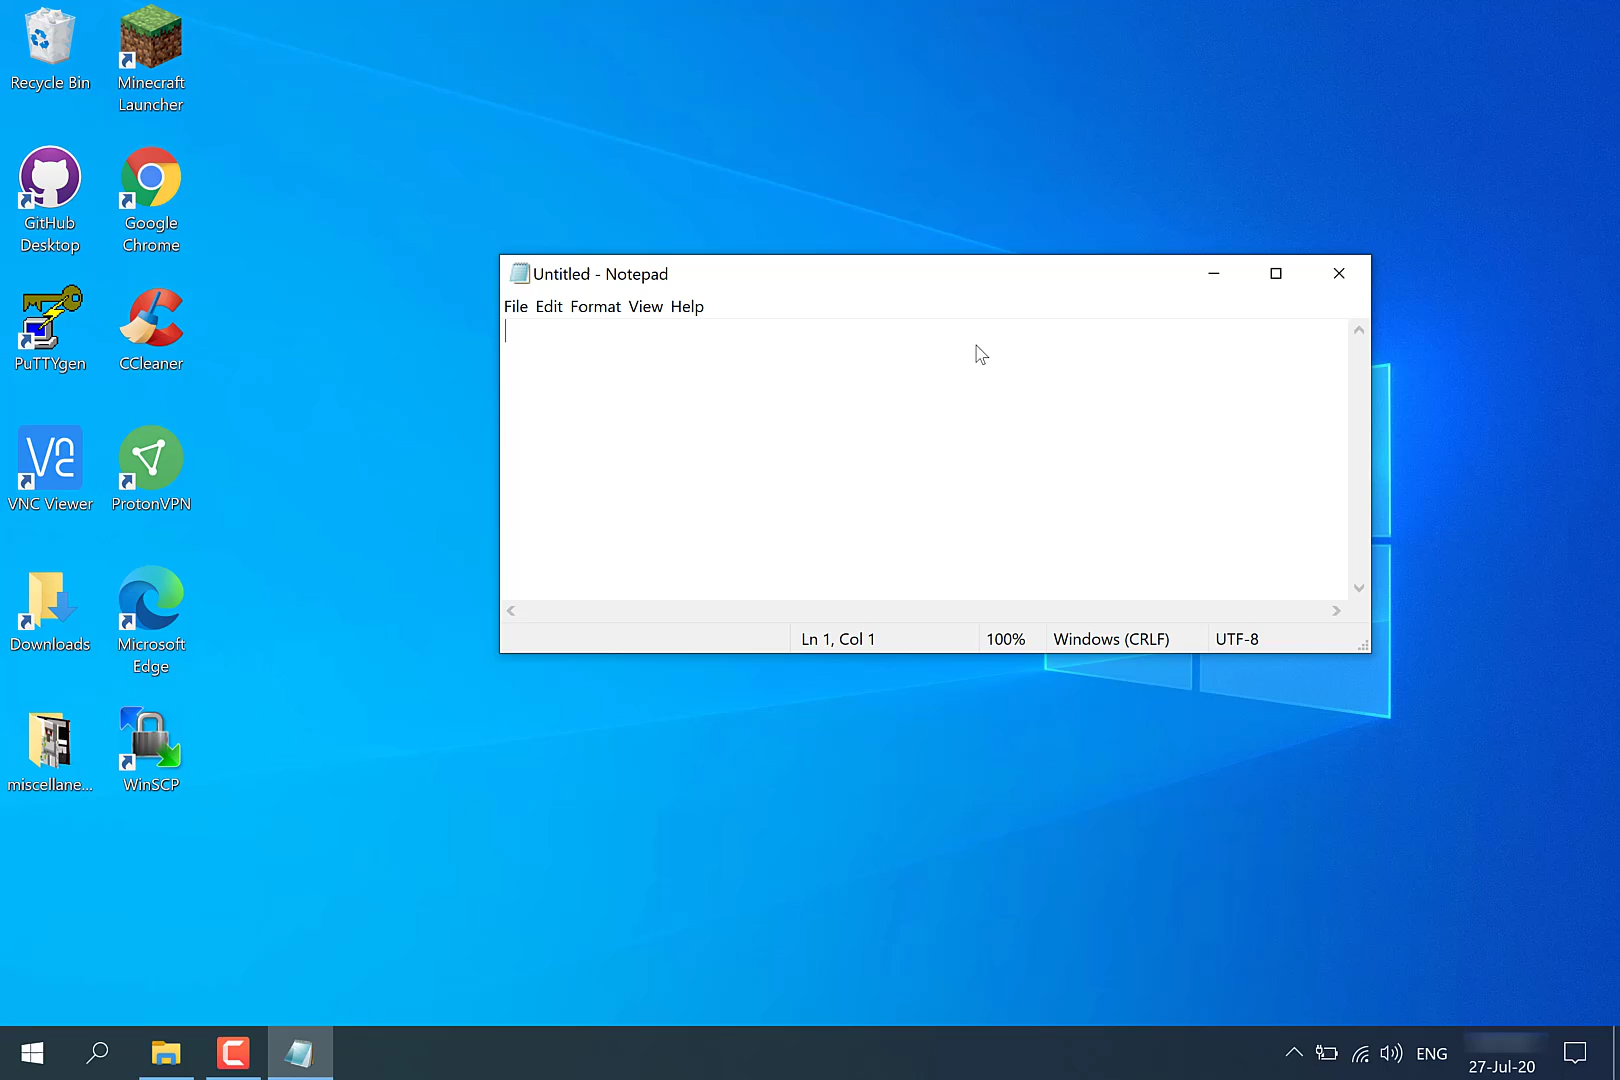 Recycle Bin
Minecraft
Launcher
GitHub
Desktop
Google
Chrome
PuTTYgen
CCleaner
VNC Viewer
ProtonVPN
Downloads
Microsoft
Edge
miscellane...
WinSCP
Untitled - Notepad
File Edit Format View Help
Ln 1, Col 1 100% Windows (CRLF) UTF-8
ENG
27-Jul-20